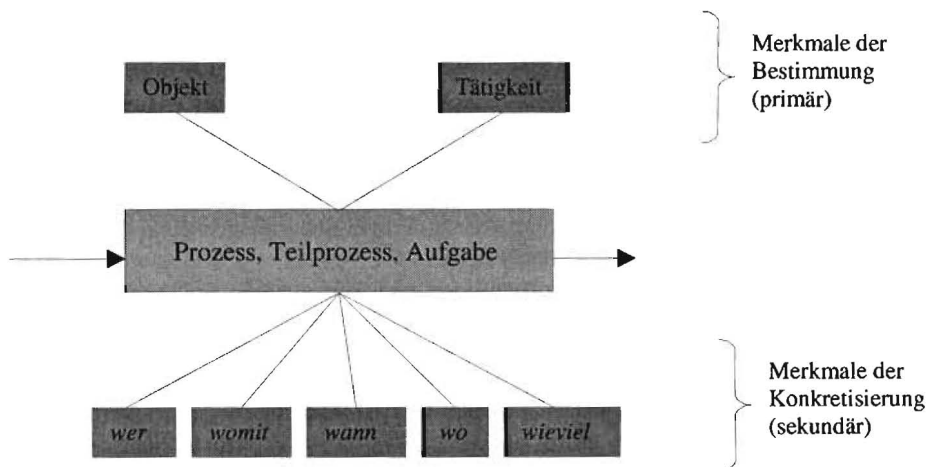 Merkmale der
Bestimmung
(primär)
Objekt
Tätigkeit
Prozess, Teilprozess, Aufgabe
Merkmale der
Konkretisierung
(sekundär)
wer
womit
wann
wo
wieviel